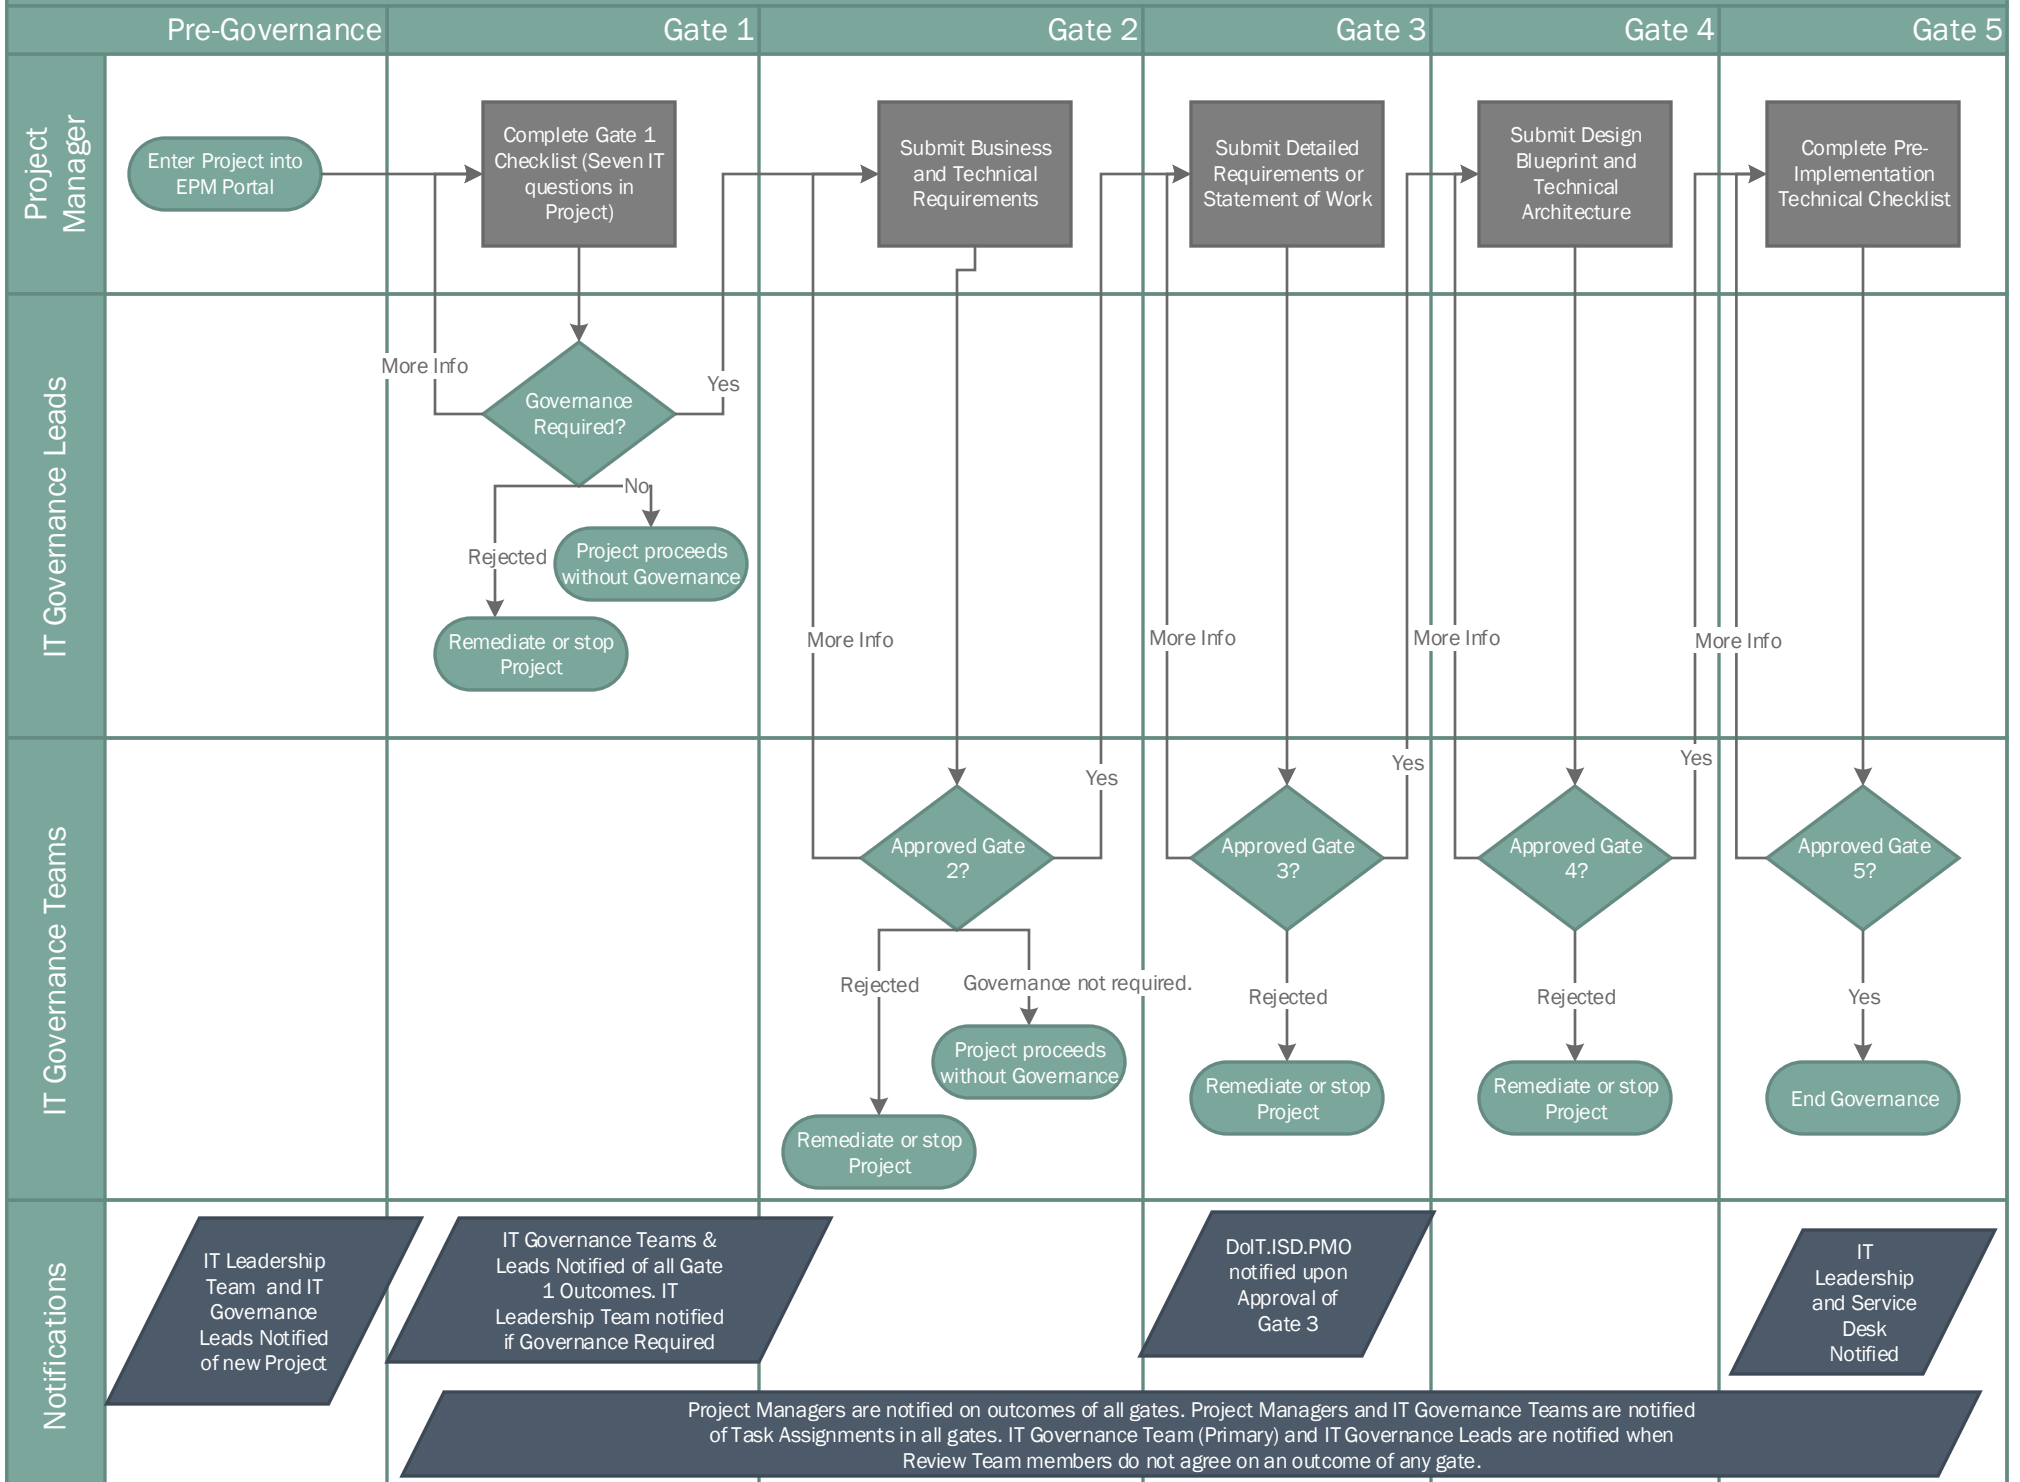 Pre-Governance
Gate 1
Gate 2
Gate 3
Gate 4
Gate 5
Project
Manager
Enter Project into
EPM Portal
Complete Gate 1
Checklist (Seven IT
questions in
Project)
Submit Business
and Technical
Requirements
Submit Detailed
Requirements or
Statement of Work
Submit Design
Blueprint and
Technical
Architecture
Complete Pre-
Implementation
Technical Checklist
IT Governance Leads
More Info
Governance
Required?
Yes
No
Rejected
Project proceeds
without Governance
Remediate or stop
Project
More Info
More Info
More Info
More Info
IT Governance Teams
Yes
Yes
Yes
Approved Gate
2?
Approved Gate
3?
Approved Gate
4?
Approved Gate
5?
Rejected
Governance not required.
Rejected
Rejected
Yes
Project proceeds
without Governance
Remediate or stop
Project
Remediate or stop
Project
Remediate or stop
Project
End Governance
Notifications
IT Leadership
Team and IT
Governance
Leads Notified
of new Project
IT Governance Teams &
Leads Notified of all Gate
1 Outcomes. IT
Leadership Team notified
if Governance Required
DoIT.ISD.PMO
notified upon
Approval of
Gate 3
IT
Leadership
and Service
Desk
Notified
Project Managers are notified on outcomes of all gates. Project Managers and IT Governance Teams are notified
of Task Assignments in all gates. IT Governance Team (Primary) and IT Governance Leads are notified when
Review Team members do not agree on an outcome of any gate.